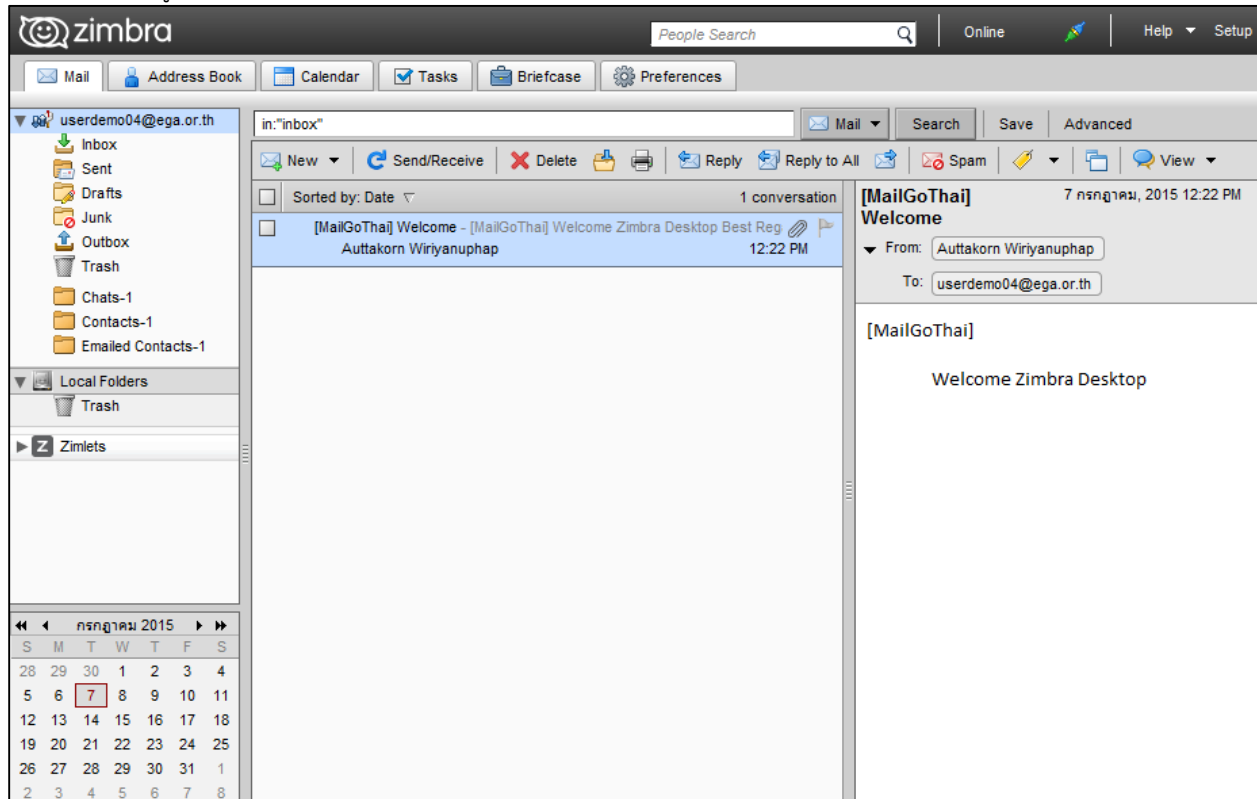 zimbra
People Search
Online
Help
Setup
Mail
Address Book
Calendar
Tasks
Briefcase
Preferences
userdemo04@ega.or.th
Inbox
Sent
Drafts
Junk
Outbox
Trash
Chats-1
Contacts-1
Emailed Contacts-1
Local Folders
Trash
Z Zimlets
กรกฎาคม 2015
S M T W T F S
28 29 30 1 2 3 4
5 6 7 8 9 10 11
12 13 14 15 16 17 18
19 20 21 22 23 24 25
26 27 28 29 30 31 1
2 3 4 5 6 7 8
in:"inbox"
Mail
Search
Save
Advanced
New
Send/Receive
Delete
Reply
Reply to All
Spam
View
Sorted by: Date
1 conversation
[MailGoThai] Welcome - [MailGoThai] Welcome Zimbra Desktop Best Reg
Auttakorn Wiriyanuphap
12:22 PM
[MailGoThai]
Welcome
7 กรกฎาคม, 2015 12:22 PM
From: Auttakorn Wiriyanuphap
To: userdemo04@ega.or.th
[MailGoThai]
Welcome Zimbra Desktop